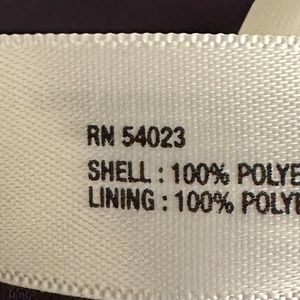 RN 54023
SHELL : 100% POLYE
LINING : 100% POLYE